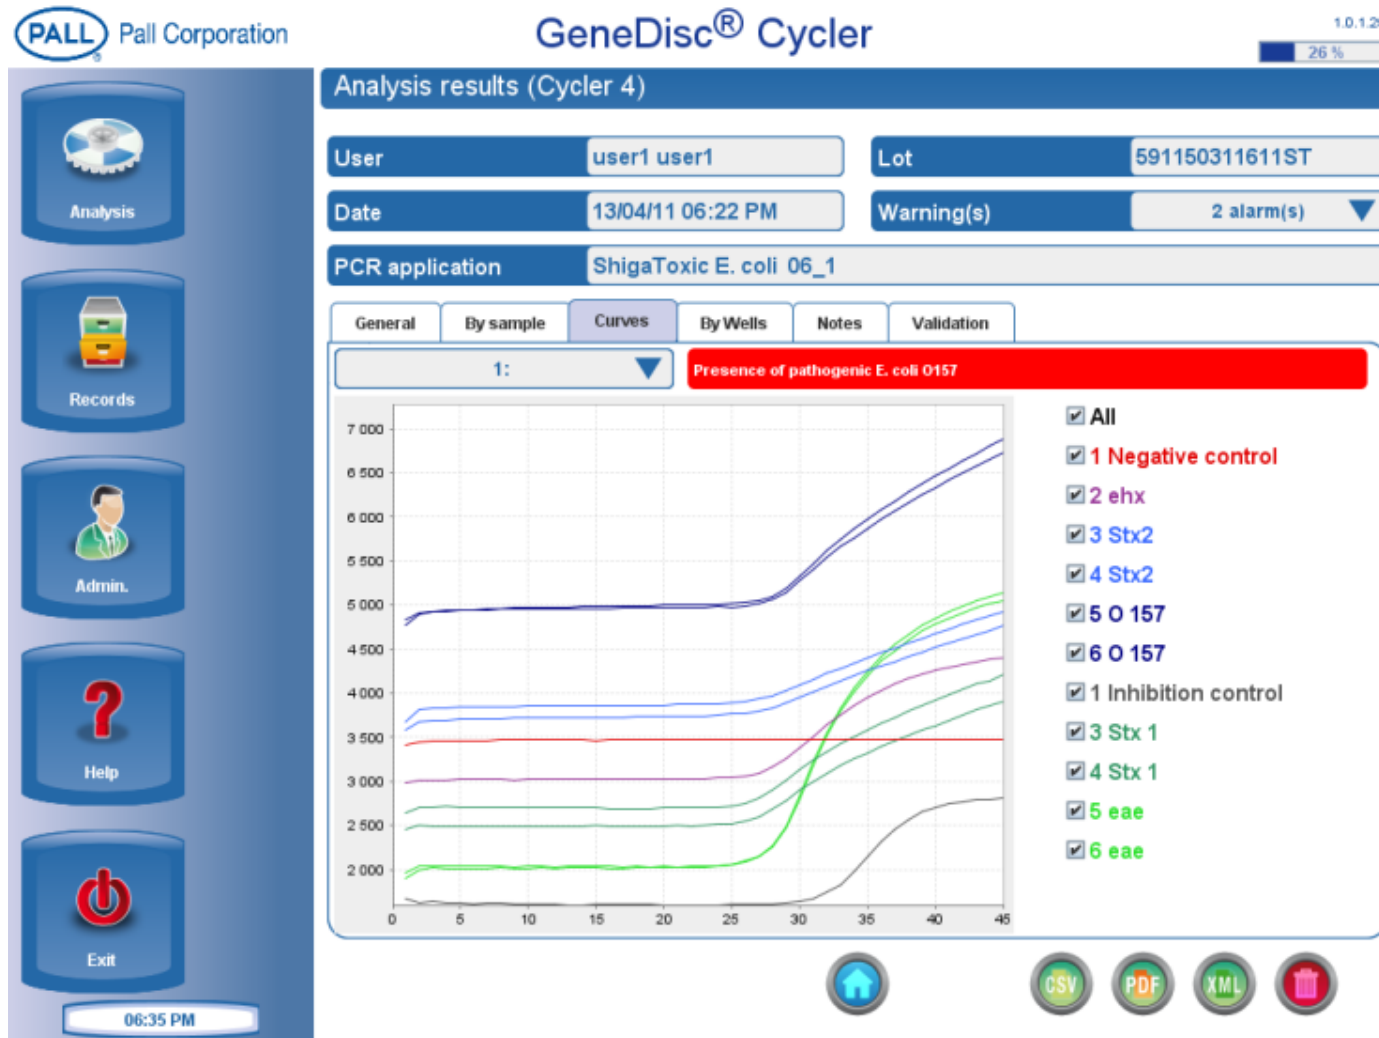 PALL Pall Corporation
GeneDisc® Cycler
1.0.1.2
26 %
Analysis results (Cycler 4)
User user1 user1 Lot 591150311611ST
Date 13/04/11 06:22 PM Warning(s) 2 alarm(s)
PCR application ShigaToxic E. coli 06_1
General By sample Curves By Wells Notes Validation
1: Presence of pathogenic E. coli O157
Analysis
Records
Admin.
Help
Exit
06:35 PM
7 000
6 500
6 000
5 500
5 000
4 500
4 000
3 500
3 000
2 500
2 000
0 5 10 15 20 25 30 35 40 45
All
1 Negative control
2 ehx
3 Stx2
4 Stx2
5 O 157
6 O 157
1 Inhibition control
3 Stx 1
4 Stx 1
5 eae
6 eae
CSV PDF XML